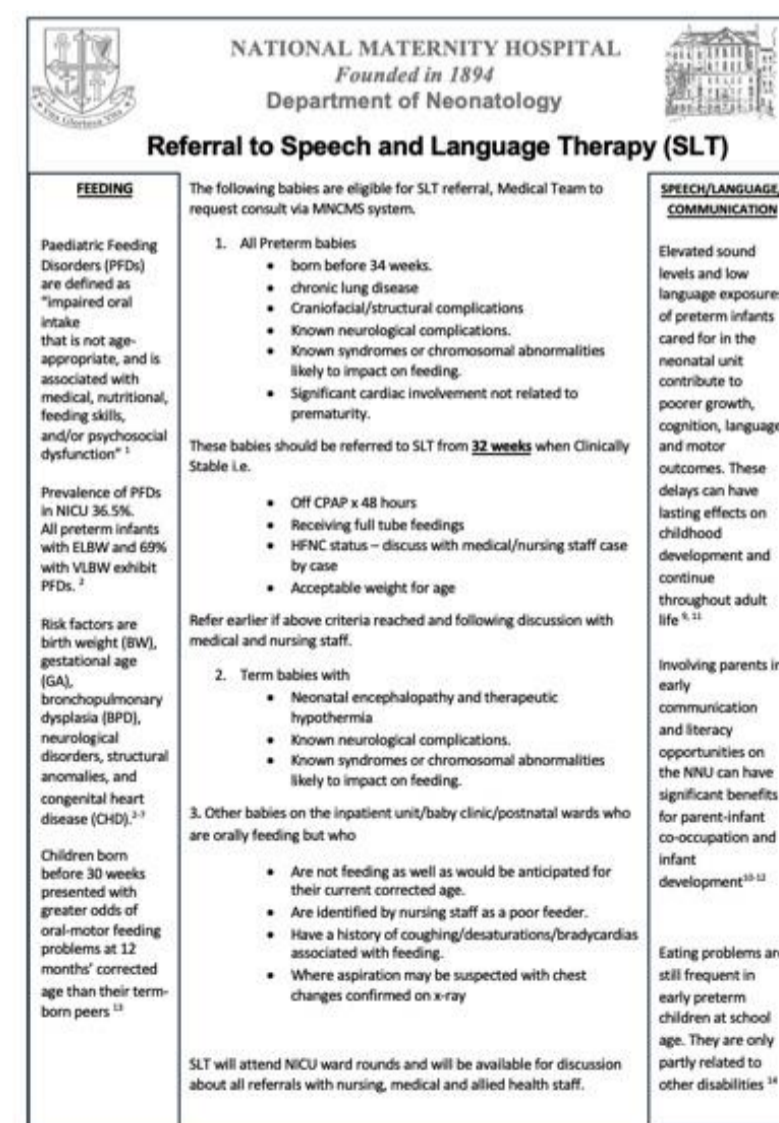 NATIONAL MATERNITY HOSPITAL
Founded in 1894
Department of Neonatology
Referral to Speech and Language Therapy (SLT)
FEEDING
Paediatric Feeding
Disorders (PFDs)
are defined as
"impaired oral
intake
that is not age-
appropriate, and is
associated with
medical, nutritional,
feeding skills,
and/or psychosocial
dysfunction" 1
Prevalence of PFDs
in NICU 36.5%.
All preterm infants
with ELBW and 69%
with VLBW exhibit
PFDs. 2
Risk factors are
birth weight (BW),
gestational age
(GA),
bronchopulmonary
dysplasia (BPD),
neurological
disorders, structural
anomalies, and
congenital heart
disease (CHD).2-7
Children born
before 30 weeks
presented with
greater odds of
oral-motor feeding
problems at 12
months' corrected
age than their term-
born peers 13
The following babies are eligible for SLT referral, Medical Team to
request consult via MNCMS system.
1. All Preterm babies
• born before 34 weeks.
• chronic lung disease
• Craniofacial/structural complications
• Known neurological complications.
• Known syndromes or chromosomal abnormalities
likely to impact on feeding.
• Significant cardiac involvement not related to
prematurity.
These babies should be referred to SLT from 32 weeks when Clinically
Stable i.e.
• Off CPAP x 48 hours
• Receiving full tube feedings
• HFNC status – discuss with medical/nursing staff case
by case
• Acceptable weight for age
Refer earlier if above criteria reached and following discussion with
medical and nursing staff.
2. Term babies with
• Neonatal encephalopathy and therapeutic
hypothermia
• Known neurological complications.
• Known syndromes or chromosomal abnormalities
likely to impact on feeding.
3. Other babies on the inpatient unit/baby clinic/postnatal wards who
are orally feeding but who
• Are not feeding as well as would be anticipated for
their current corrected age.
• Are identified by nursing staff as a poor feeder.
• Have a history of coughing/desaturations/bradycardias
associated with feeding.
• Where aspiration may be suspected with chest
changes confirmed on x-ray
SLT will attend NICU ward rounds and will be available for discussion
about all referrals with nursing, medical and allied health staff.
SPEECH/LANGUAGE/
COMMUNICATION
Elevated sound
levels and low
language exposures
of preterm infants
cared for in the
neonatal unit
contribute to
poorer growth,
cognition, language
and motor
outcomes. These
delays can have
lasting effects on
childhood
development and
continue
throughout adult
life 9, 11
Involving parents in
early
communication
and literacy
opportunities on
the NNU can have
significant benefits
for parent-infant
co-occupation and
infant
development10-12
Eating problems are
still frequent in
early preterm
children at school
age. They are only
partly related to
other disabilities 14